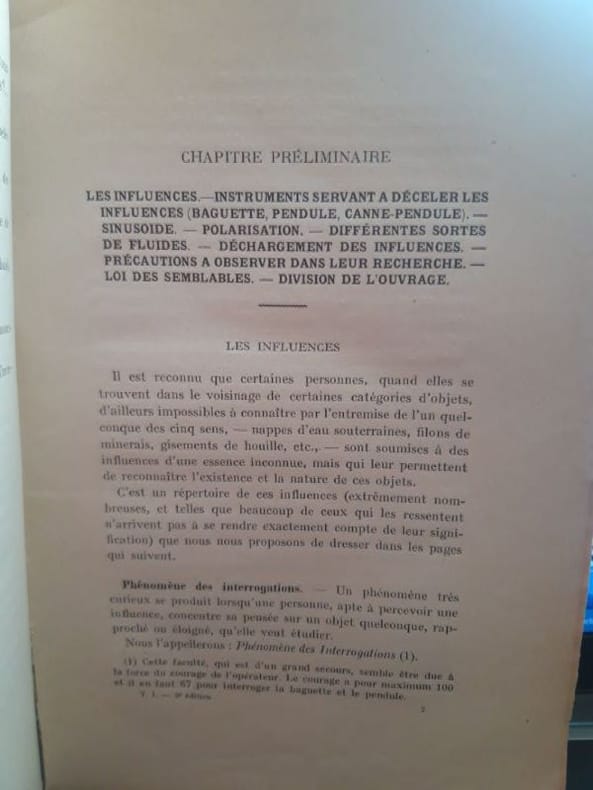 CHAPITRE PRÉLIMINAIRE
LES INFLUENCES.—INSTRUMENTS SERVANT A DÉCELER LES
INFLUENCES (BAGUETTE, PENDULE, CANNE-PENDULE). —
SINUSOIDE. — POLARISATION. — DIFFÉRENTES SORTES
DE FLUIDES. — DÉCHARGEMENT DES INFLUENCES. —
PRÉCAUTIONS A OBSERVER DANS LEUR RECHERCHE. —
LOI DES SEMBLABLES. — DIVISION DE L'OUVRAGE.
LES INFLUENCES
Il est reconnu que certaines personnes, quand elles se
trouvent dans le voisinage de certaines catégories d'objets,
d'ailleurs impossibles à connaître par l'entremise de l'un quel-
conque des cinq sens, — nappes d'eau souterraines, filons de
minerais, gisements de houille, etc., — sont soumises à des
influences d'une essence inconnue, mais qui leur permettent
de reconnaître l'existence et la nature de ces objets.
C'est un répertoire de ces influences (extrêmement nom-
breuses, et telles que beaucoup de ceux qui les ressentent
n'arrivent pas à se rendre exactement compte de leur signi-
fication) que nous nous proposons de dresser dans les pages
qui suivent.
Phénomène des interrogations. — Un phénomène très
curieux se produit lorsqu'une personne, apte à percevoir une
influence, concentre sa pensée sur un objet quelconque, rap-
proché ou éloigné, qu'elle veut étudier.
Nous l'appellerons : Phénomène des Interrogations (1).
(1) Cette faculté, qui est d'un grand secours, semble être due à
la force du courage de l'opérateur. Le courage a pour maximum 100
et il en faut 67 pour interroger la baguette et le pendule.
T. I. — édition
2